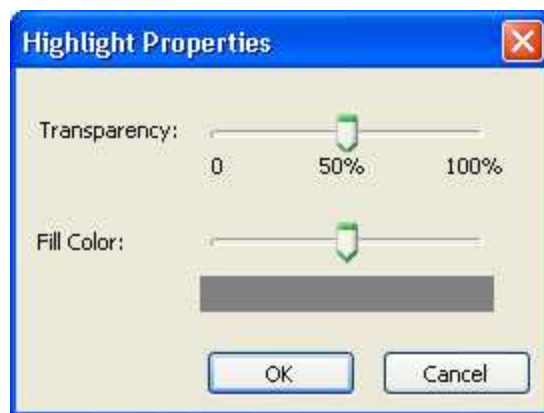 Highlight Properties
Transparency:
0 50% 100%
Fill Color:
OK Cancel